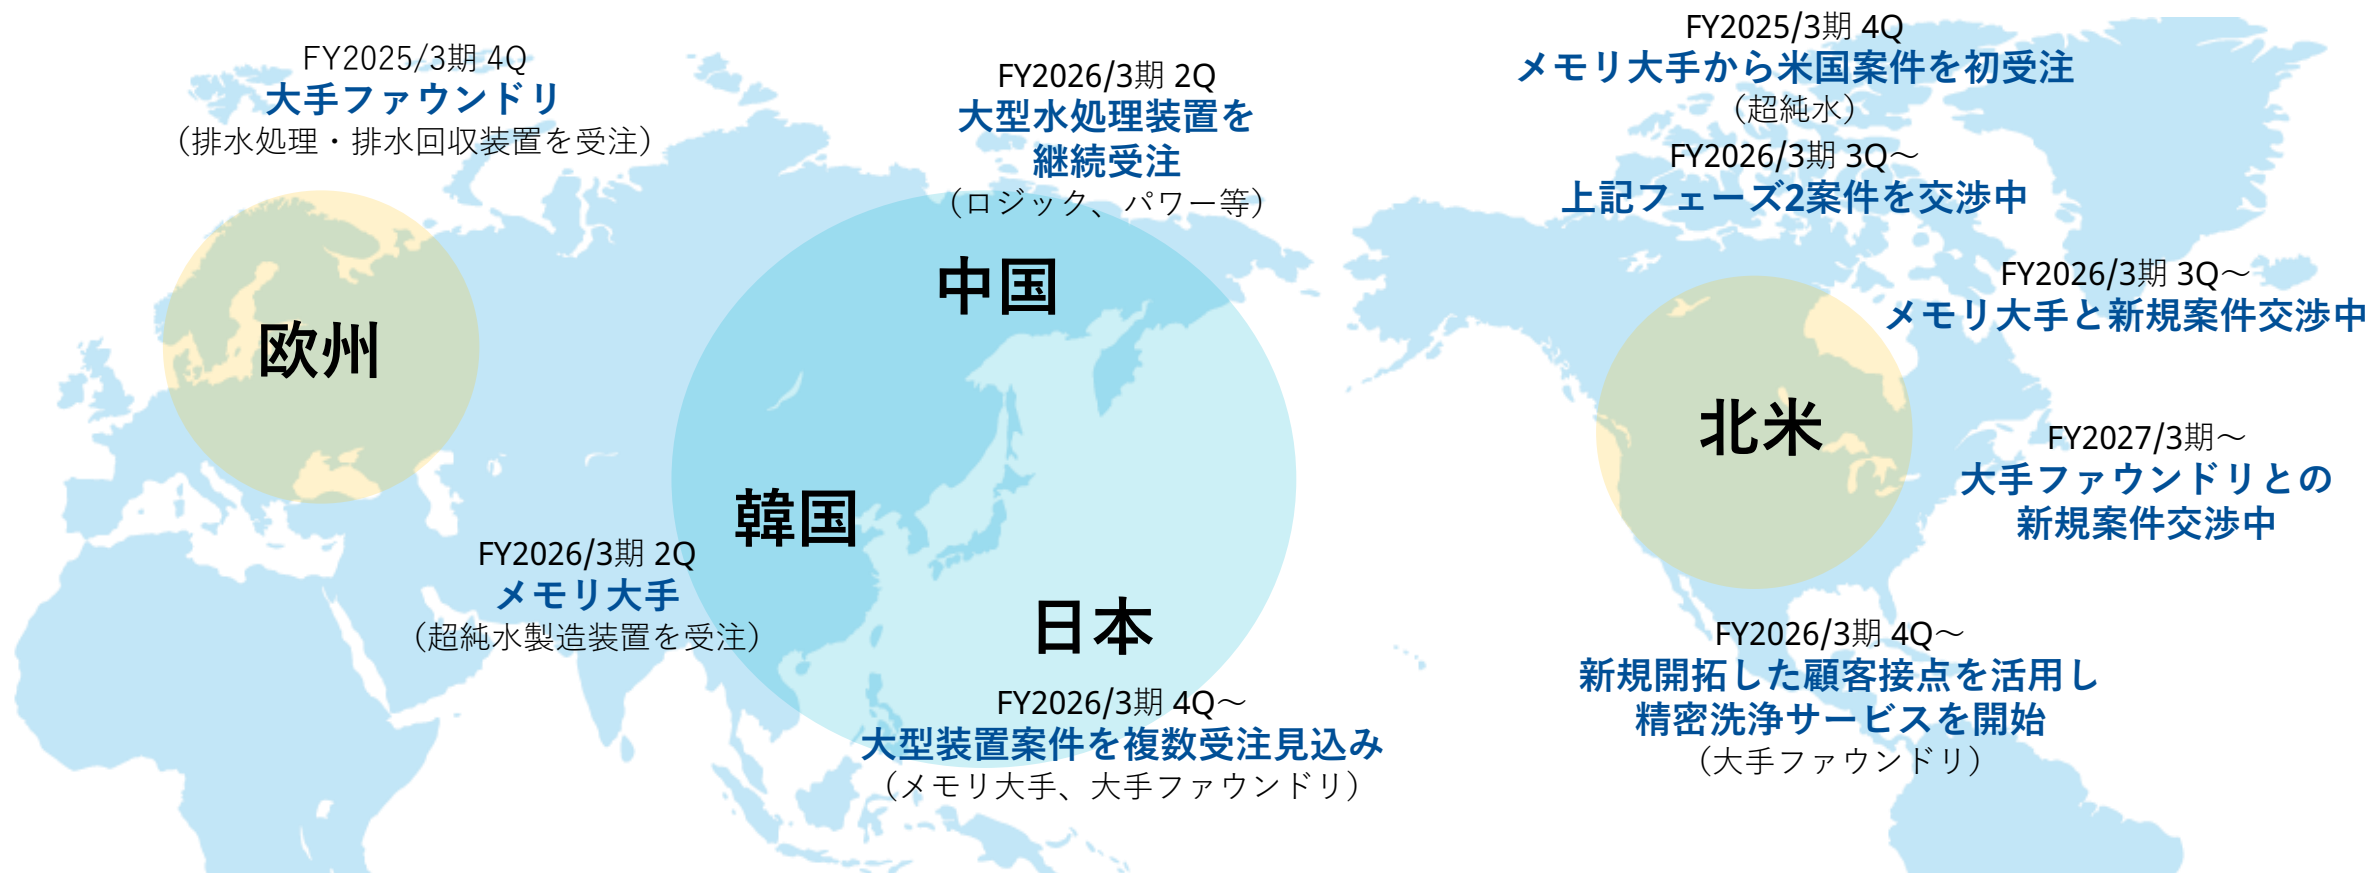 FY2025/3期 4Q
大手ファウンドリ
（排水処理・排水回収装置を受注）
欧州
FY2026/3期 2Q
大型水処理装置を
継続受注
（ロジック、パワー等）
中国
韓国
FY2026/3期 2Q
メモリ大手
（超純水製造装置を受注）
日本
FY2026/3期 4Q～
大型装置案件を複数受注見込み
（メモリ大手、大手ファウンドリ）
FY2025/3期 4Q
メモリ大手から米国案件を初受注
（超純水）
FY2026/3期 3Q～
上記フェーズ2案件を交渉中
FY2026/3期 3Q～
メモリ大手と新規案件交渉中
北米
FY2027/3期～
大手ファウンドリとの
新規案件交渉中
FY2026/3期 4Q～
新規開拓した顧客接点を活用し
精密洗浄サービスを開始
（大手ファウンドリ）